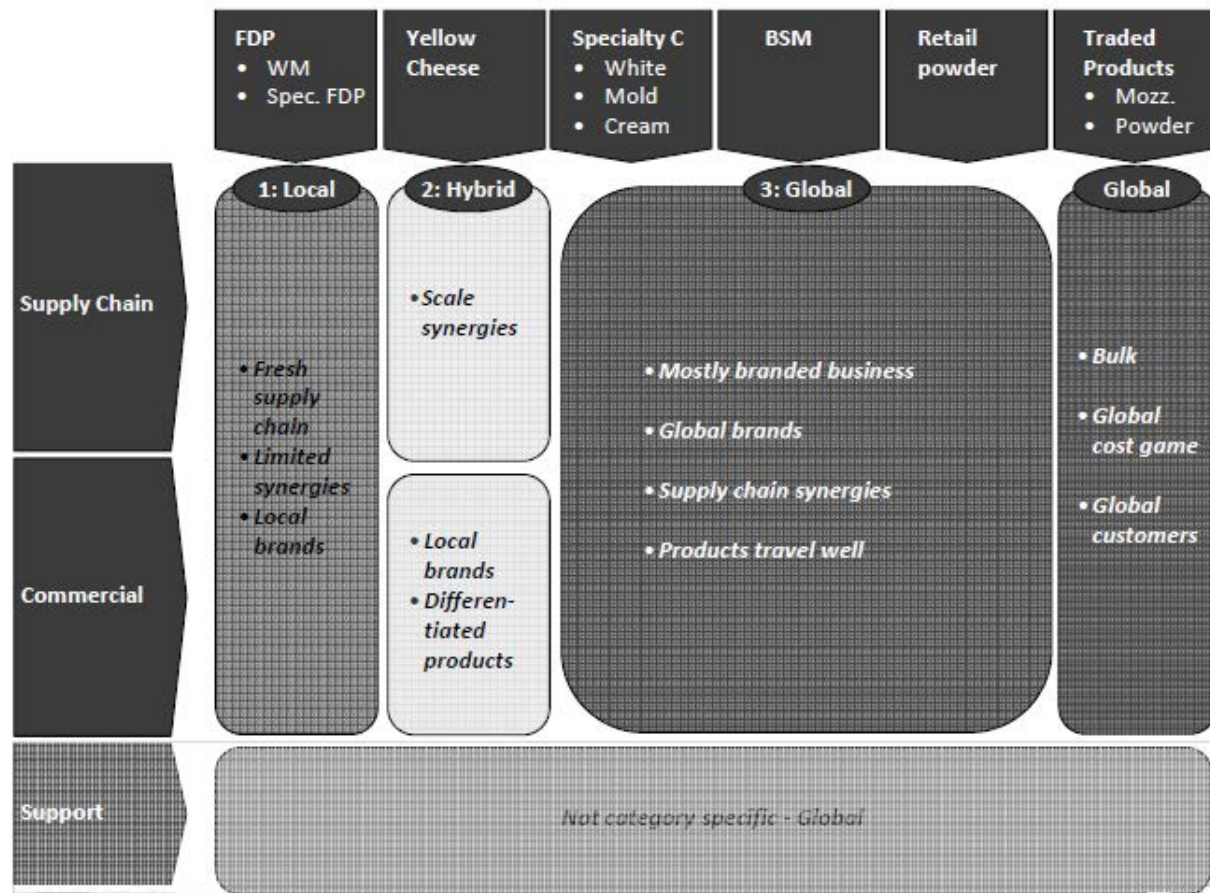 FDP
• WM
• Spec. FDP
Yellow
Cheese
Specialty C
• White
• Mold
• Cream
BSM
Retail
powder
Traded
Products
• Mozz.
• Powder
Supply Chain
Commercial
Support
1: Local
• Fresh
supply
chain
• Limited
synergies
• Local
brands
2: Hybrid
• Scale
synergies
• Local
brands
• Differen-
tiated
products
3: Global
• Mostly branded business
• Global brands
• Supply chain synergies
• Products travel well
Global
• Bulk
• Global
cost game
• Global
customers
Not category specific - Global